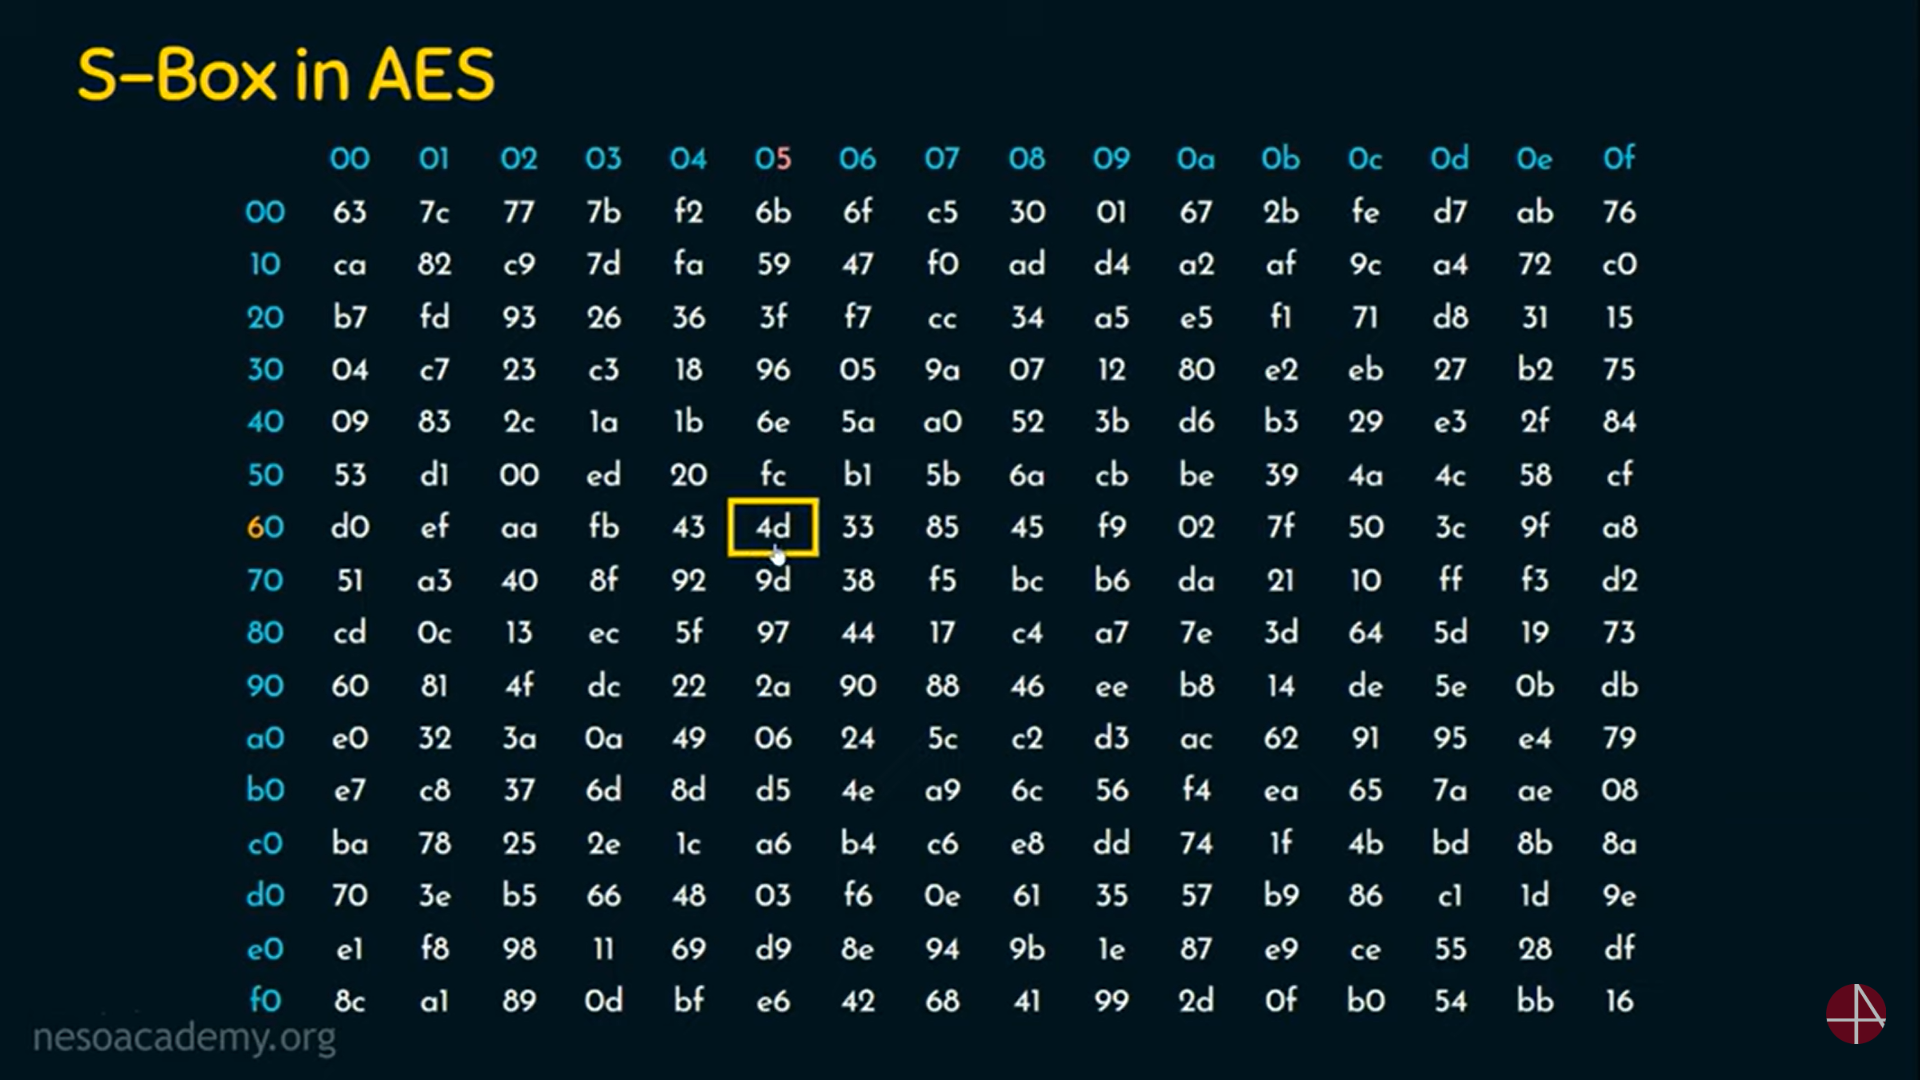 S-Box in AES
00 01 02 03 04 05 06 07 08 09 0a 0b 0c 0d 0e 0f
00 63 7c 77 7b f2 6b 6f c5 30 01 67 2b fe d7 ab 76
10 ca 82 c9 7d fa 59 47 f0 ad d4 a2 af 9c a4 72 c0
20 b7 fd 93 26 36 3f f7 cc 34 a5 e5 f1 71 d8 31 15
30 04 c7 23 c3 18 96 05 9a 07 12 80 e2 eb 27 b2 75
40 09 83 2c 1a 1b 6e 5a a0 52 3b d6 b3 29 e3 2f 84
50 53 d1 00 ed 20 fc b1 5b 6a cb be 39 4a 4c 58 cf
60 d0 ef aa fb 43 4d 33 85 45 f9 02 7f 50 3c 9f a8
70 51 a3 40 8f 92 9d 38 f5 bc b6 da 21 10 ff f3 d2
80 cd 0c 13 ec 5f 97 44 17 c4 a7 7e 3d 64 5d 19 73
90 60 81 4f dc 22 2a 90 88 46 ee b8 14 de 5e 0b db
a0 e0 32 3a 0a 49 06 24 5c c2 d3 ac 62 91 95 e4 79
b0 e7 c8 37 6d 8d d5 4e a9 6c 56 f4 ea 65 7a ae 08
c0 ba 78 25 2e 1c a6 b4 c6 e8 dd 74 1f 4b bd 8b 8a
d0 70 3e b5 66 48 03 f6 0e 61 35 57 b9 86 c1 1d 9e
e0 e1 f8 98 11 69 d9 8e 94 9b 1e 87 e9 ce 55 28 df
f0 8c a1 89 0d bf e6 42 68 41 99 2d 0f b0 54 bb 16
nesoacademy.org